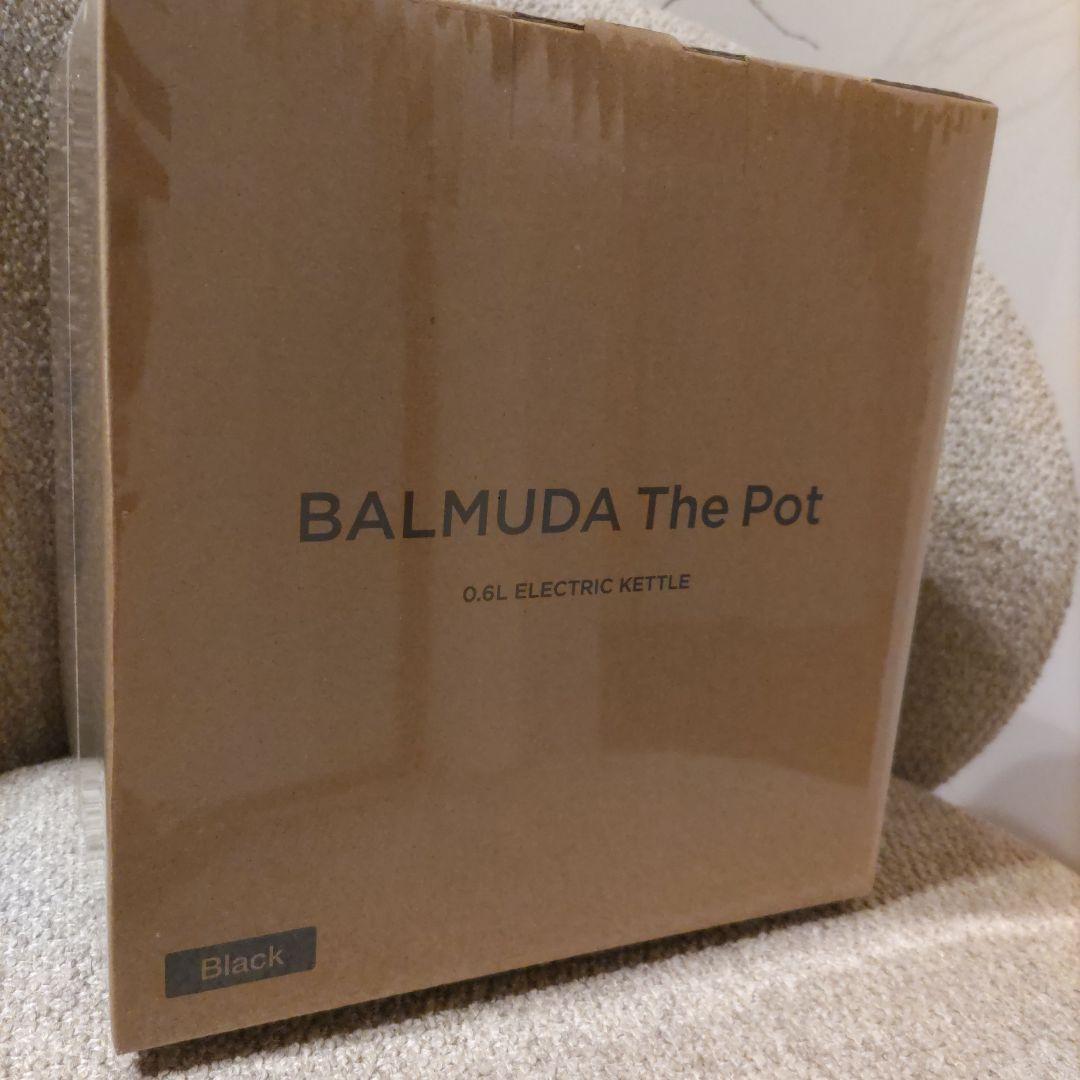 BALMUDA The Pot
0.6L ELECTRIC KETTLE
Black